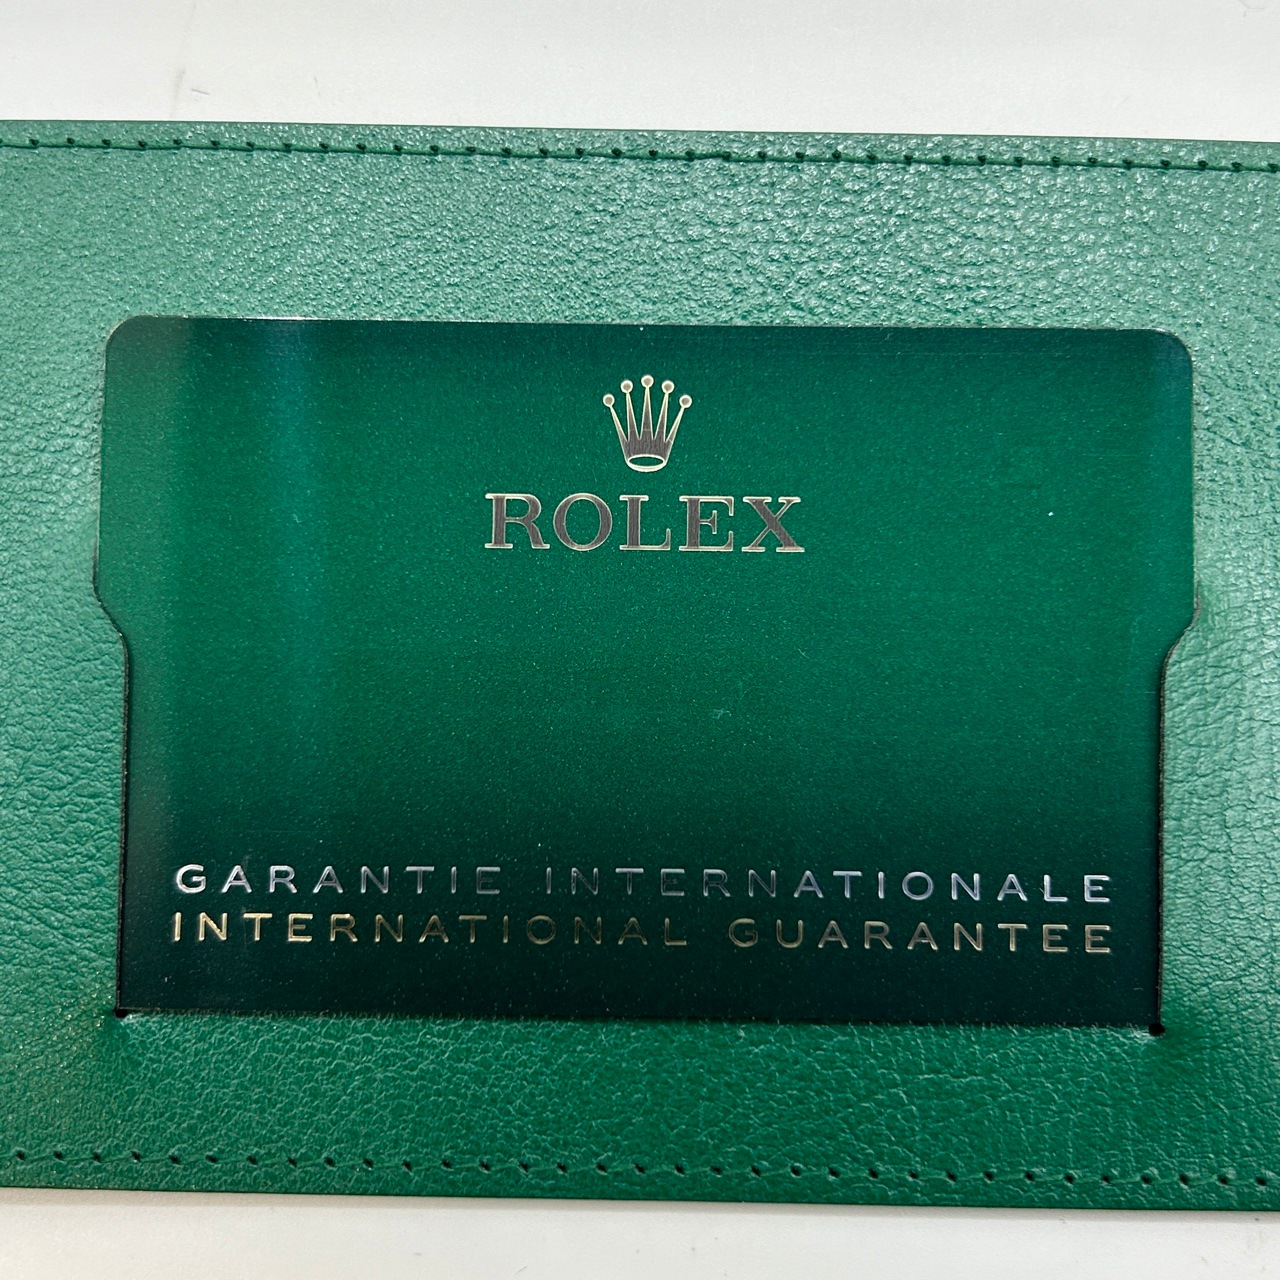 ROLEX
GARANTIE INTERNATIONALE
INTERNATIONAL GUARANTEE